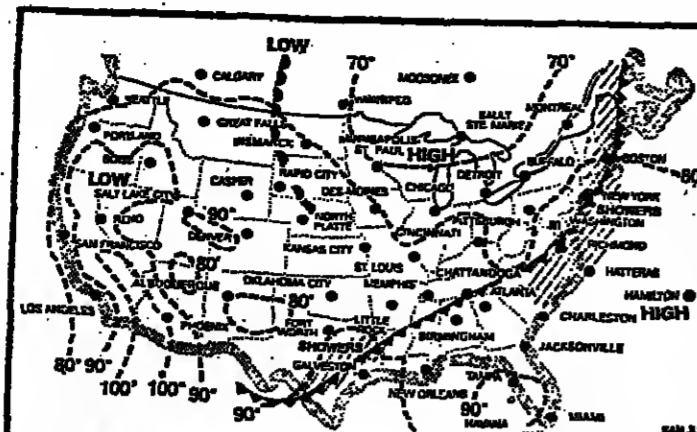 LOW
CALGARY
70°
MOOSONEE
70°
SEATTLE
WINNIPEG
MONTREAL
GREAT FALLS
SAULT
STE. MARIE
PORTLAND
BISMARCK
MINNEAPOLIS
ST. PAUL
HIGH
BOISE
RAPID CITY
BUFFALO
BOSTON
LOW
CASPER
DES MOINES
CHICAGO
DETROIT
80°
SALT LAKE CITY
NEW YORK
RENO
90°
NORTH
PLATTE
PITTSBURGH
SHOWERS
DENVER
CINCINNATI
WASHINGTON
SAN FRANCISCO
KANSAS CITY
RICHMOND
80°
ST. LOUIS
CHATTANOOGA
HATTERAS
ALBUQUERQUE
OKLAHOMA CITY
MEMPHIS
ATLANTA
HAMILTON
LOS ANGELES
80°
HIGH
PHOENIX
FORT
WORTH
LITTLE
ROCK
BIRMINGHAM
CHARLESTON
SHOWERS
JACKSONVILLE
80°
90°
GALVESTON
TAMPA
100°
100°
90°
NEW ORLEANS
90°
90°
HAVANA
MIAMI